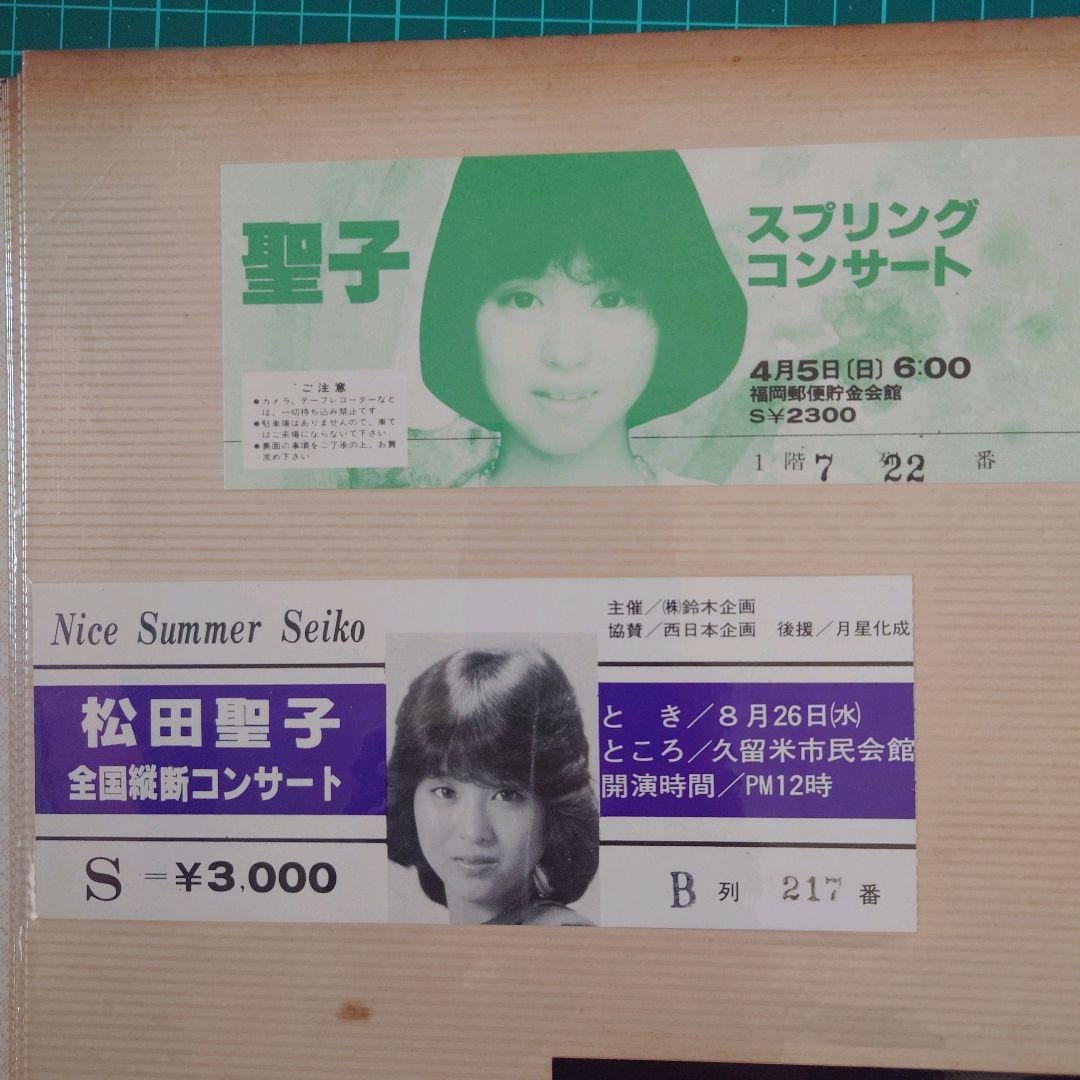 聖子
スプリング
コンサート
ご注意
●カメラ、テープレコーダーなと
は、一切持ち込み禁止です
●駐車場はありませんので、車で
はご来場にならないで下さい
●裏面の事項をご了承の上、お買
求め下さい
4月5日〔日〕6:00
福岡郵便貯金会館
S¥2300
1 階 7 列 22 番
Nice Summer Seiko
主催／㈱鈴木企画
協賛／西日本企画 後援／月星化成
松田聖子
全国縦断コンサート
と き／8月26日㈬
ところ／久留米市民会館
開演時間／PM12時
S=¥3,000
B 列 217 番